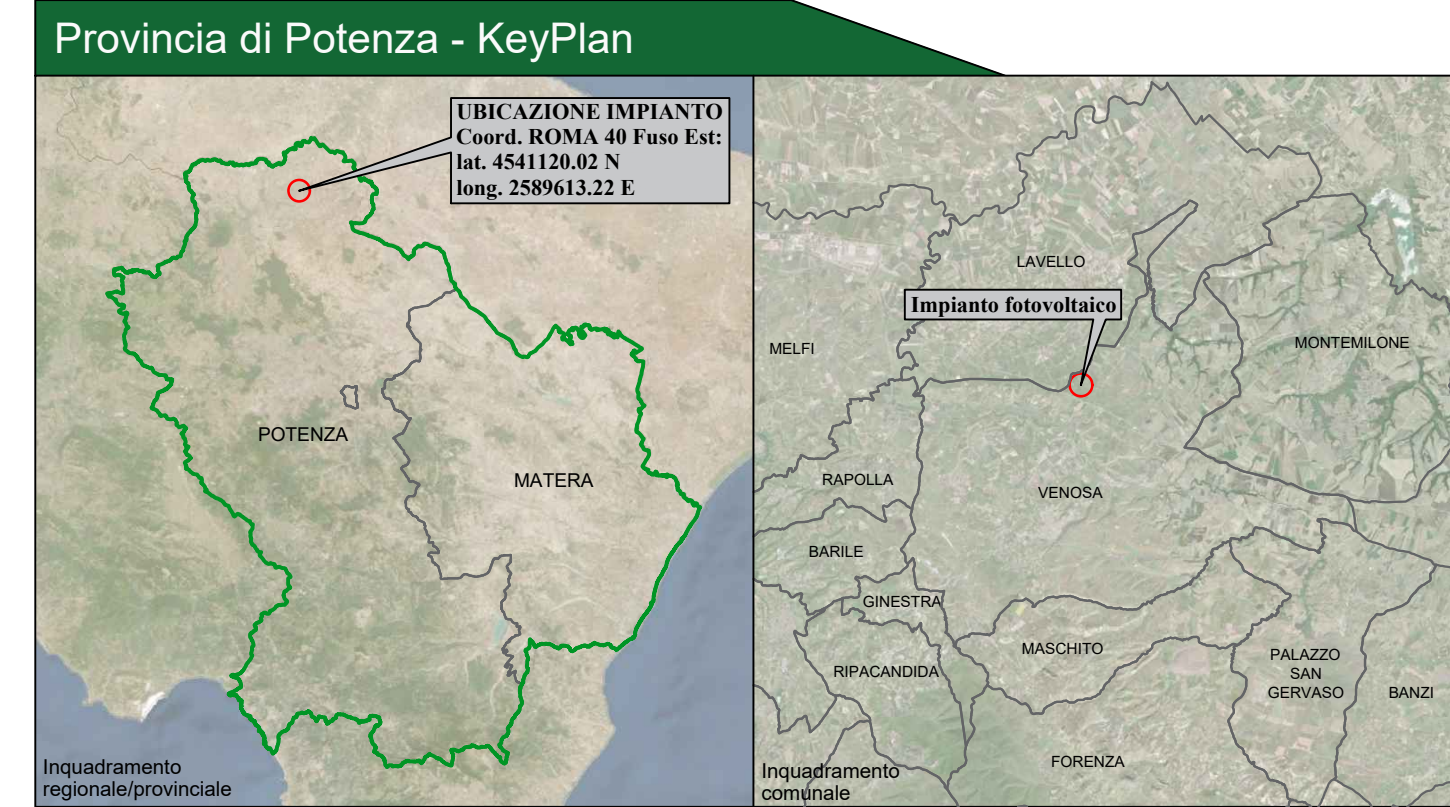 Provincia di Potenza - KeyPlan
UBICAZIONE IMPIANTO
Coord. ROMA 40 Fuso Est:
lat. 4541120.02 N
long. 2589613.22 E
POTENZA
MATERA
Inquadramento
regionale/provinciale
LAVELLO
Impianto fotovoltaico
MELFI
MONTEMILONE
RAPOLLA
VENOSA
BARILE
GINESTRA
MASCHITO
RIPACANDIDA
PALAZZO
SAN
GERVASO
BANZI
FORENZA
Inquadramento
comunale